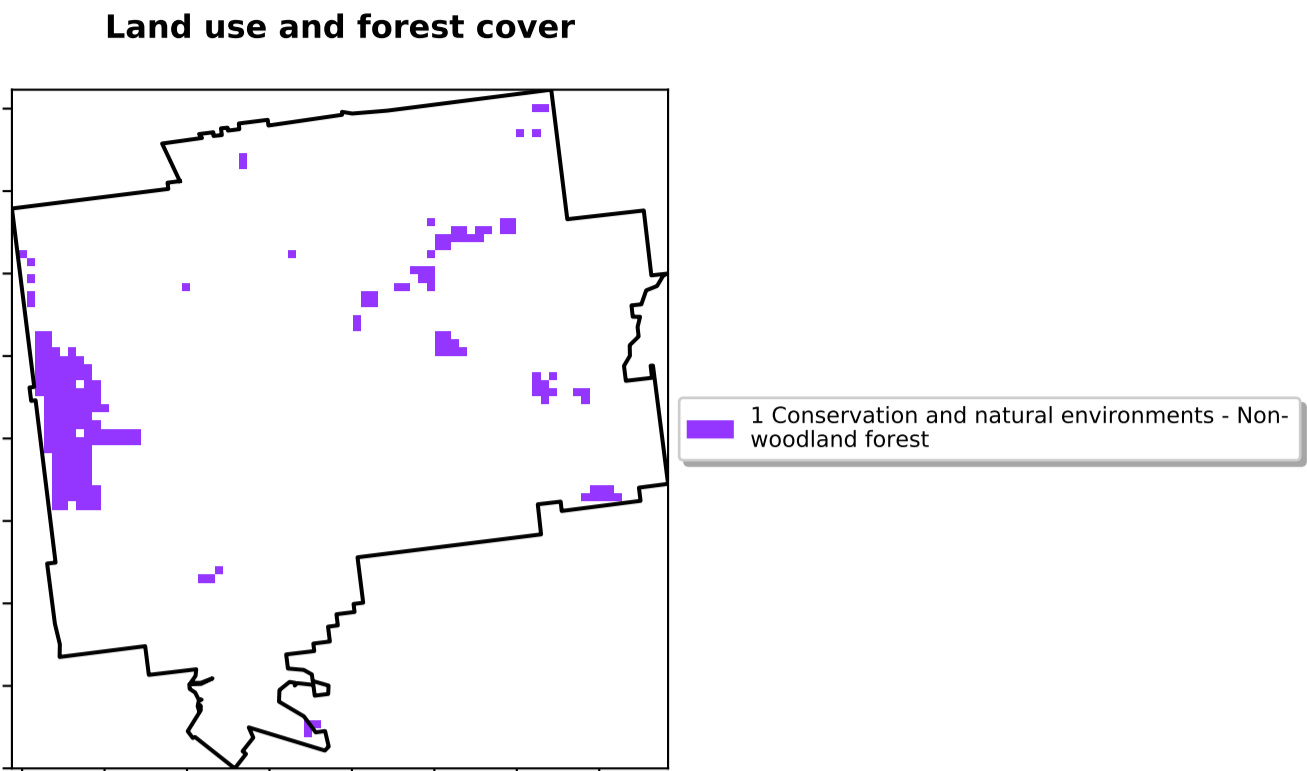 Land use and forest cover
1 Conservation and natural environments - Non-
woodland forest